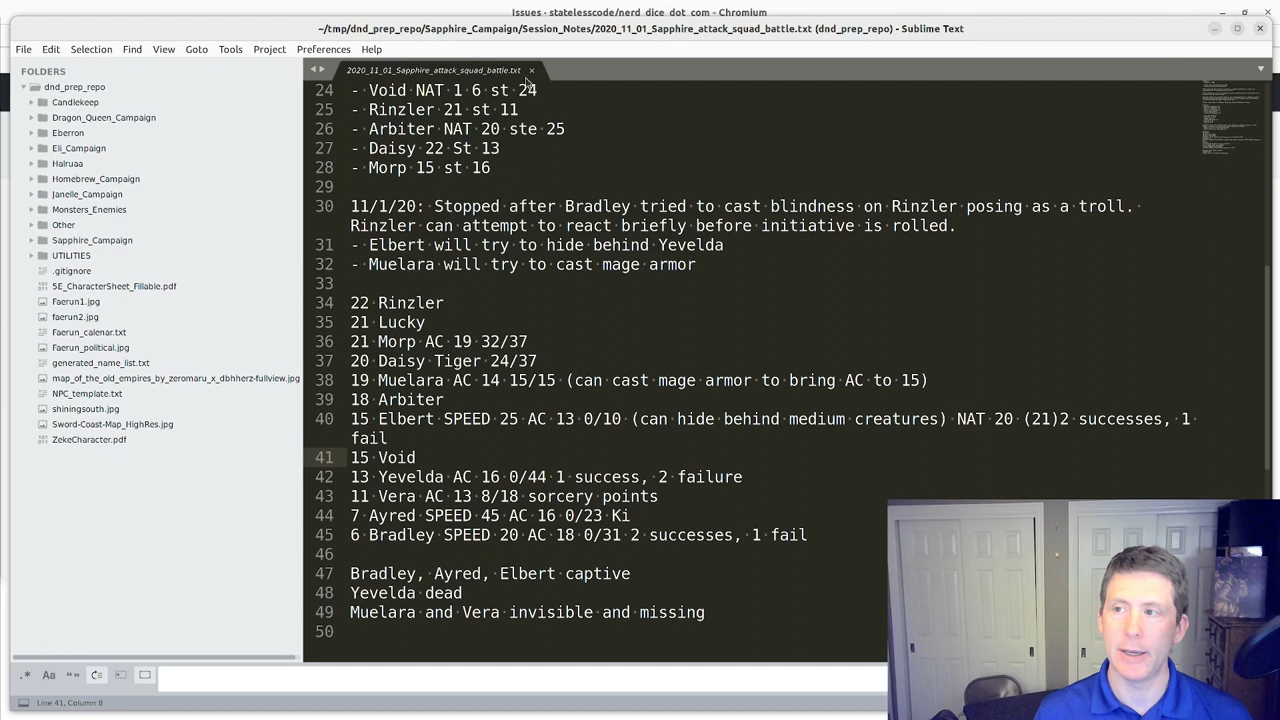 Issues · statelesscode/nerd_dice_dot_com - Chromium
~/tmp/dnd_prep_repo/Sapphire_Campaign/Session_Notes/2020_11_01_Sapphire_attack_squad_battle.txt (dnd_prep_repo) - Sublime Text
File Edit Selection Find View Goto Tools Project Preferences Help
FOLDERS
dnd_prep_repo
Candlekeep
Dragon_Queen_Campaign
Eberron
Eli_Campaign
Halruaa
Homebrew_Campaign
Janelle_Campaign
Monsters_Enemies
Other
Sapphire_Campaign
UTILITIES
.gitignore
5E_CharacterSheet_Fillable.pdf
Faerun1.jpg
faerun2.jpg
Faerun_calenar.txt
Faerun_political.jpg
generated_name_list.txt
map_of_the_old_empires_by_zeromaru_x_dbhherz-fullview.jpg
NPC_template.txt
shiningsouth.jpg
Sword-Coast-Map_HighRes.jpg
ZekeCharacter.pdf
2020_11_01_Sapphire_attack_squad_battle.txt ×
24 - Void NAT 1 6 st 24
25 - Rinzler 21 st 11
26 - Arbiter NAT 20 ste 25
27 - Daisy 22 St 13
28 - Morp 15 st 16
29
30 11/1/20: Stopped after Bradley tried to cast blindness on Rinzler posing as a troll.
Rinzler can attempt to react briefly before initiative is rolled.
31 - Elbert will try to hide behind Yevelda
32 - Muelara will try to cast mage armor
33
34 22 Rinzler
35 21 Lucky
36 21 Morp AC 19 32/37
37 20 Daisy Tiger 24/37
38 19 Muelara AC 14 15/15 (can cast mage armor to bring AC to 15)
39 18 Arbiter
40 15 Elbert SPEED 25 AC 13 0/10 (can hide behind medium creatures) NAT 20 (21)2 successes, 1
fail
41 15 Void
42 13 Yevelda AC 16 0/44 1 success, 2 failure
43 11 Vera AC 13 8/18 sorcery points
44 7 Ayred SPEED 45 AC 16 0/23 Ki
45 6 Bradley SPEED 20 AC 18 0/31 2 successes, 1 fail
46
47 Bradley, Ayred, Elbert captive
48 Yevelda dead
49 Muelara and Vera invisible and missing
50
.* Aa “”
Line 41, Column 8